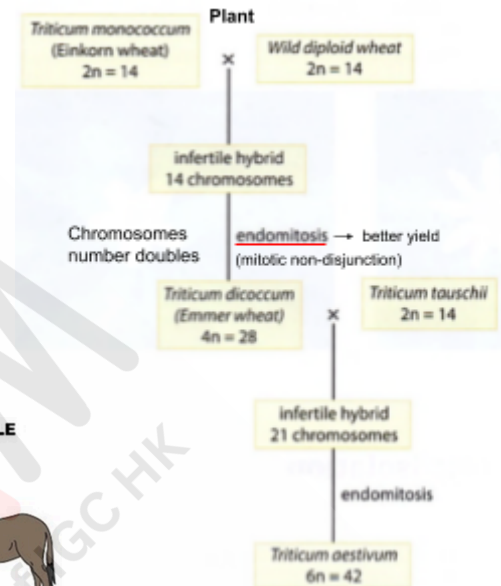 Plant
Triticum monococcum
(Einkorn wheat)
2n = 14
×
Wild diploid wheat
2n = 14
infertile hybrid
14 chromosomes
Chromosomes
number doubles
endomitosis → better yield
(mitotic non-disjunction)
Triticum dicoccum
(Emmer wheat)
4n = 28
×
Triticum tauschii
2n = 14
infertile hybrid
21 chromosomes
endomitosis
Triticum aestivum
6n = 42
HK